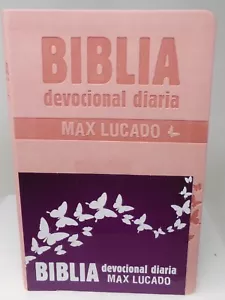 BIBLIA
devocional diaria
MAX LUCADO
BIBLIA devocional diaria
MAX LUCADO